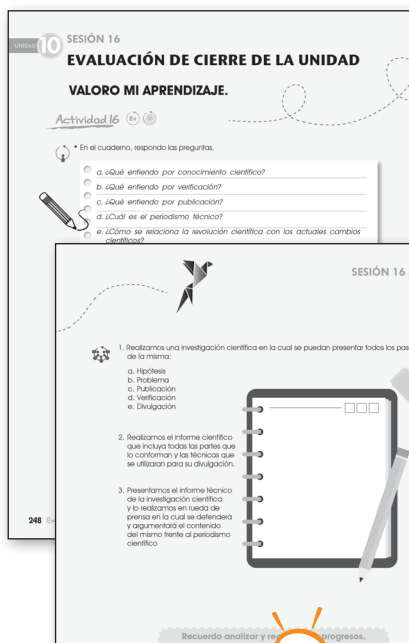 UNIDAD 10
SESIÓN 16
EVALUACIÓN DE CIERRE DE LA UNIDAD
VALORO MI APRENDIZAJE.
Actividad 16 Ev
• En el cuaderno, respondo las preguntas.
a. ¿Qué entiendo por conocimiento científico?
b. ¿Qué entiendo por verificación?
c. ¿Qué entiendo por publicación?
d. ¿Cuál es el periodismo técnico?
e. ¿Cómo se relaciona la revolución científica con los actuales cambios
científicos?
248
SESIÓN 16
1. Realizamos una investigación científica en la cual se puedan presentar todos los pas
de la misma:
a. Hipótesis
b. Problema
c. Publicación
d. Verificación
e. Divulgación
2. Realizamos el informe científico
que incluya todas las partes que
lo conforman y las técnicas que
se utilizaran para su divulgación.
3. Presentamos el informe técnico
de la investigación científica
y lo realizamos en rueda de
prensa en la cual se defenderá
y argumentará el contenido
del mismo frente al periodismo
científico
Recuerdo analizar y progresos.